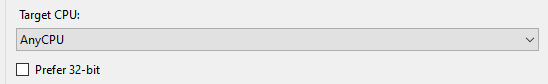 Target CPU:
AnyCPU
Prefer 32-bit